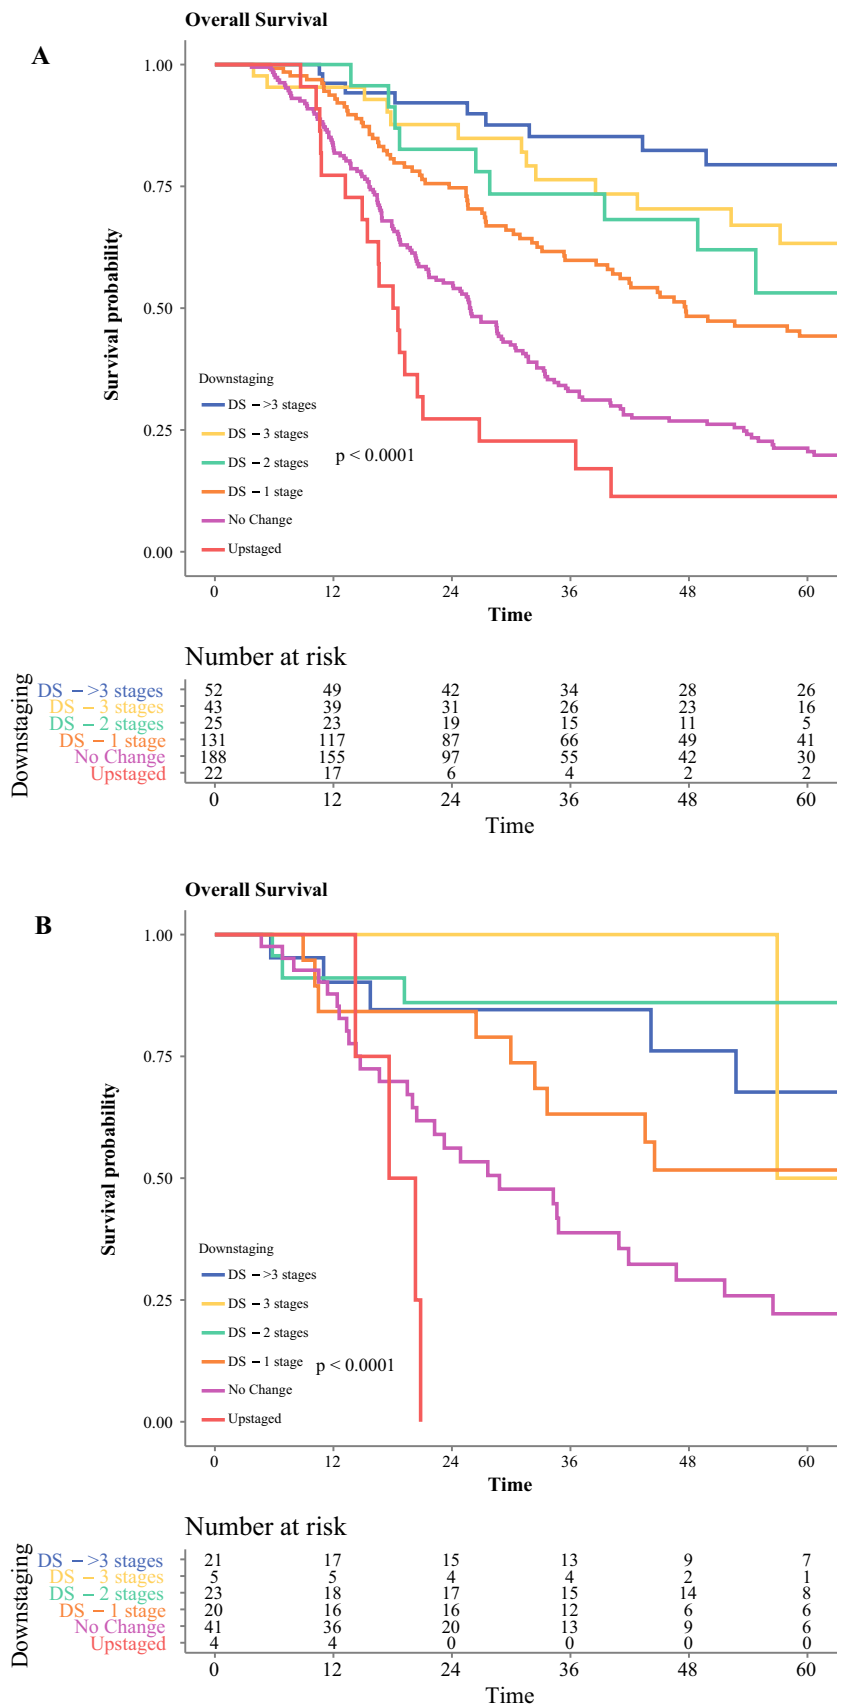 Overall Survival
A
1.00
0.75
0.50
0.25
0.00
Survival probability
Downstaging
DS − >3 stages
DS − 3 stages
DS − 2 stages
DS − 1 stage
No Change
Upstaged
p < 0.0001
0 12 24 36 48 60
Time
Number at risk
Downstaging
DS − >3 stages 52 49 42 34 28 26
DS − 3 stages 43 39 31 26 23 16
DS − 2 stages 25 23 19 15 11 5
DS − 1 stage 131 117 87 66 49 41
No Change 188 155 97 55 42 30
Upstaged 22 17 6 4 2 2
0 12 24 36 48 60
Time
Overall Survival
B
1.00
0.75
0.50
0.25
0.00
Survival probability
Downstaging
DS − >3 stages
DS − 3 stages
DS − 2 stages
DS − 1 stage
No Change
Upstaged
p < 0.0001
0 12 24 36 48 60
Time
Number at risk
Downstaging
DS − >3 stages 21 17 15 13 9 7
DS − 3 stages 5 5 4 4 2 1
DS − 2 stages 23 18 17 15 14 8
DS − 1 stage 20 16 16 12 6 6
No Change 41 36 20 13 9 6
Upstaged 4 4 0 0 0 0
0 12 24 36 48 60
Time